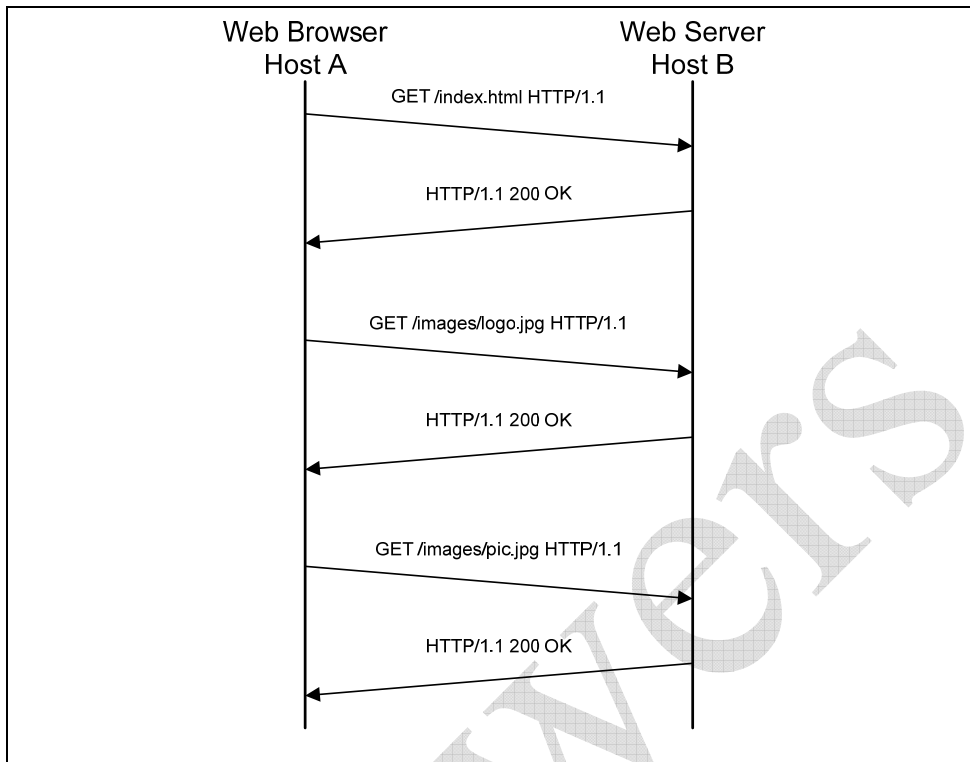 Web Browser
Host A
Web Server
Host B
GET /index.html HTTP/1.1
HTTP/1.1 200 OK
GET /images/logo.jpg HTTP/1.1
HTTP/1.1 200 OK
GET /images/pic.jpg HTTP/1.1
HTTP/1.1 200 OK
wers